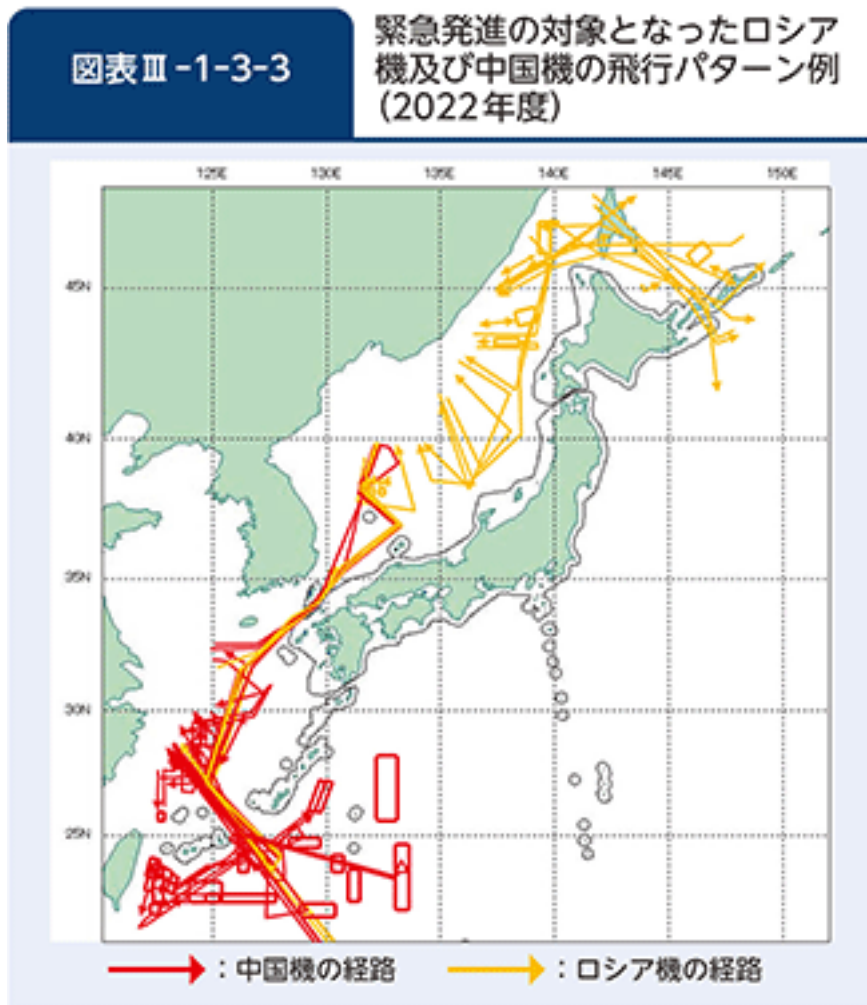 図表Ⅲ-1-3-3
緊急発進の対象となったロシア
機及び中国機の飛行パターン例
(2022年度)
125E 130E 135E 140E 145E 150E
45N
40N
35N
30N
25N
：中国機の経路 ：ロシア機の経路